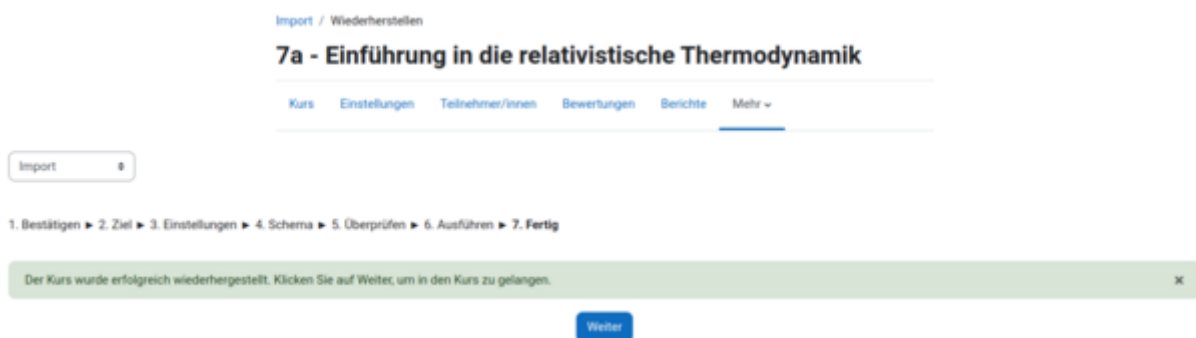 Import / Wiederherstellen
7a - Einführung in die relativistische Thermodynamik
Kurs Einstellungen Teilnehmer/innen Bewertungen Berichte Mehr
Import
1. Bestätigen ► 2. Ziel ► 3. Einstellungen ► 4. Schema ► 5. Überprüfen ► 6. Ausführen ► 7. Fertig
Der Kurs wurde erfolgreich wiederhergestellt. Klicken Sie auf Weiter, um in den Kurs zu gelangen. ×
Weiter